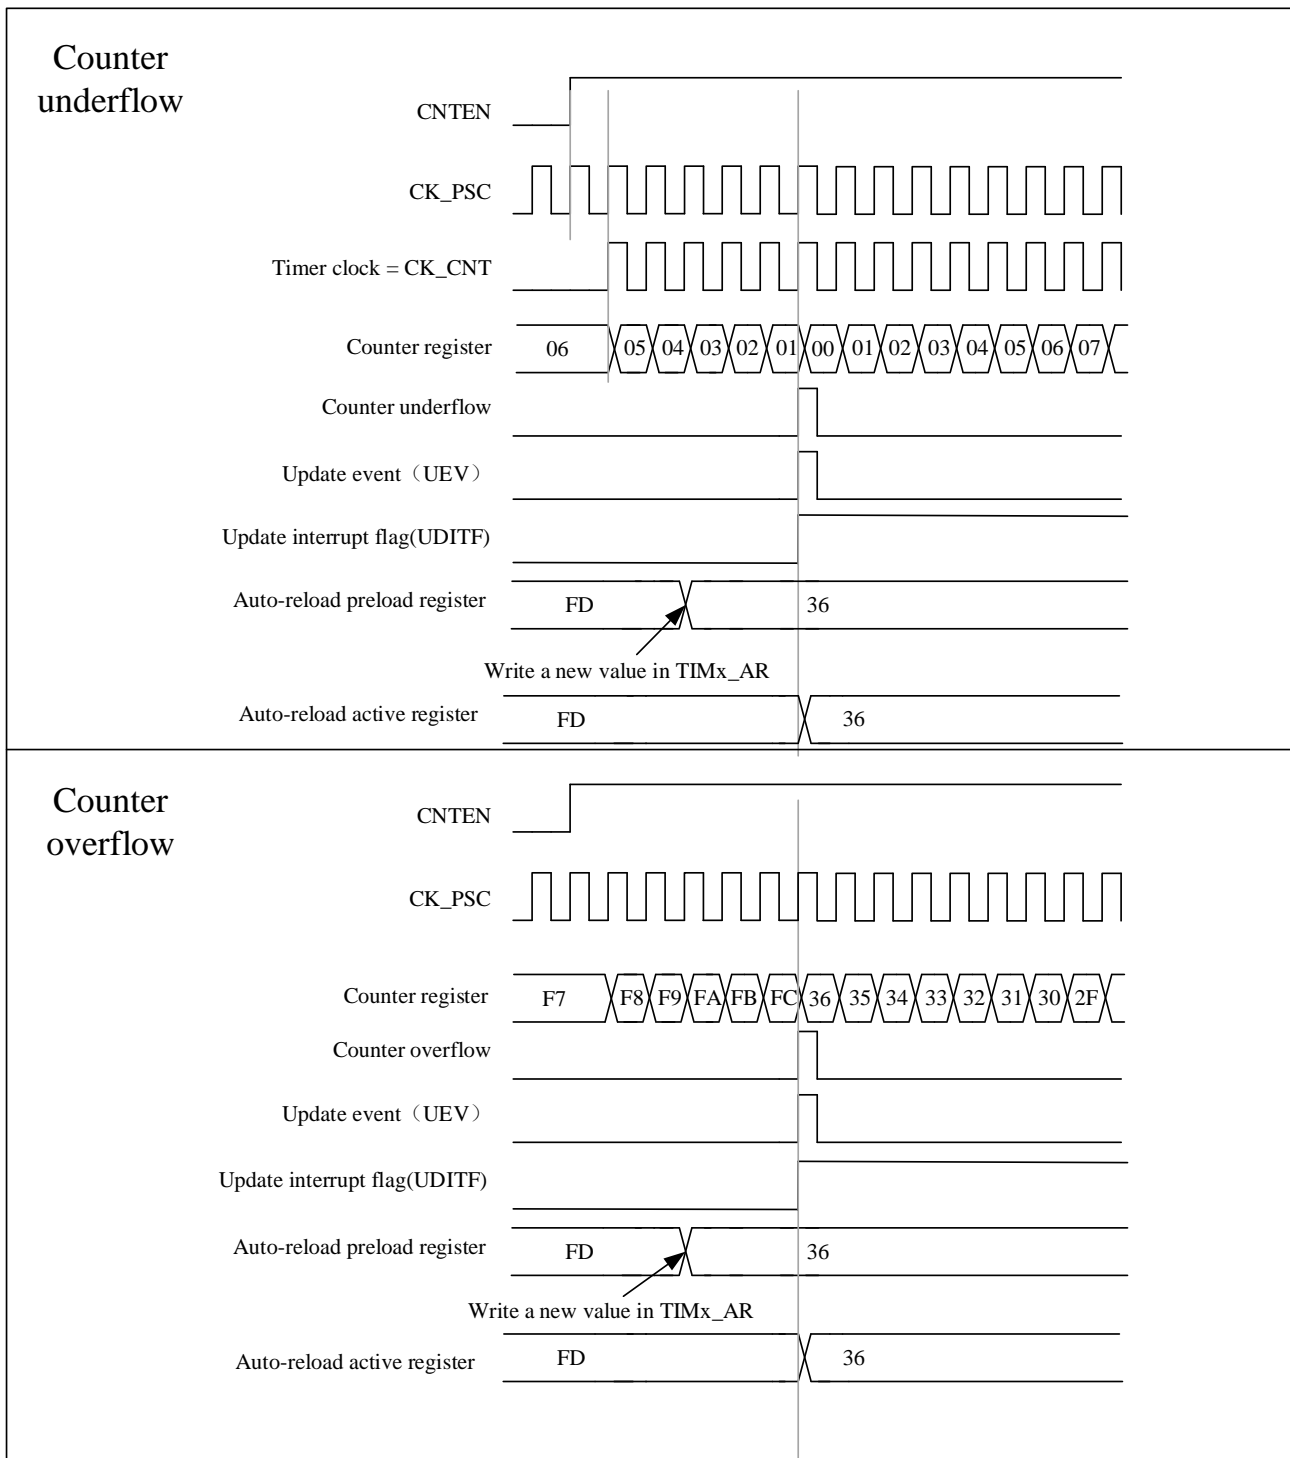 Counter
underflow
CNTEN
CK_PSC
Timer clock = CK_CNT
Counter register 06 05 04 03 02 01 00 01 02 03 04 05 06 07
Counter underflow
Update event（UEV）
Update interrupt flag(UDITF)
Auto-reload preload register FD 36
Write a new value in TIMx_AR
Auto-reload active register FD 36
Counter
overflow
CNTEN
CK_PSC
Counter register F7 F8 F9 FA FB FC 36 35 34 33 32 31 30 2F
Counter overflow
Update event（UEV）
Update interrupt flag(UDITF)
Auto-reload preload register FD 36
Write a new value in TIMx_AR
Auto-reload active register FD 36